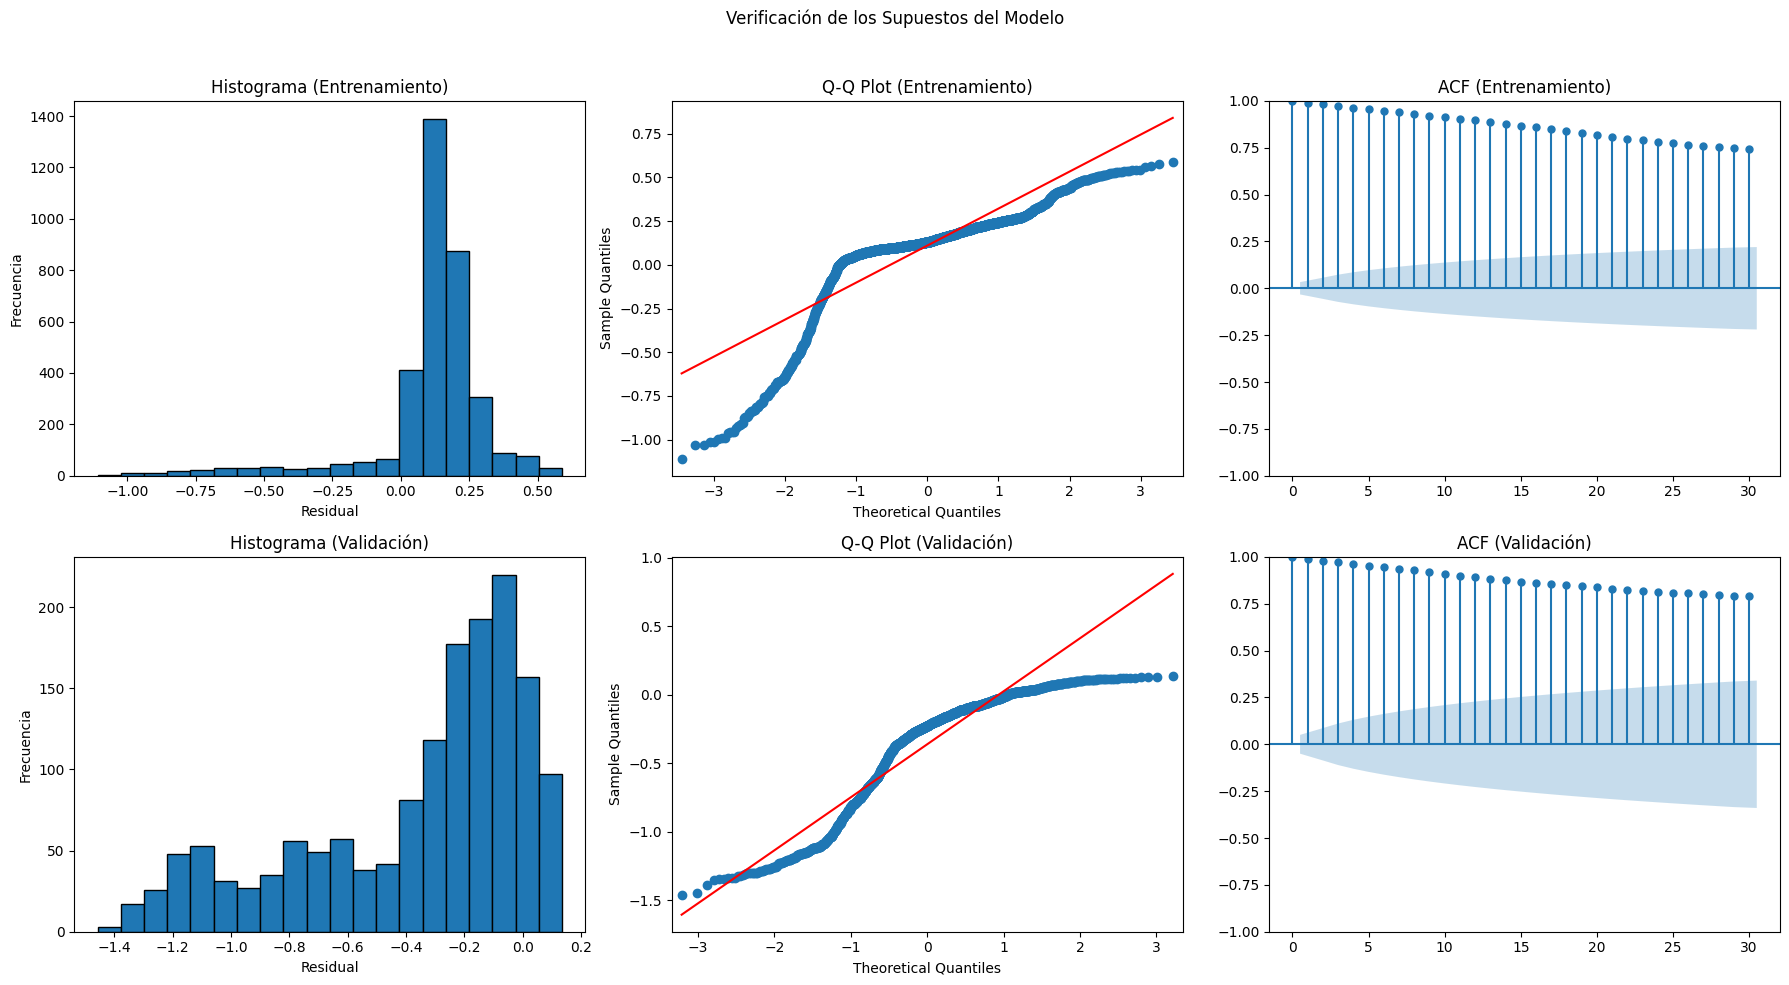 Verificación de los Supuestos del Modelo
Histograma (Entrenamiento)
Frecuencia
1400
1200
1000
800
600
400
200
0
−1.00 −0.75 −0.50 −0.25 0.00 0.25 0.50
Residual
Q-Q Plot (Entrenamiento)
Sample Quantiles
0.75
0.50
0.25
0.00
−0.25
−0.50
−0.75
−1.00
−3 −2 −1 0 1 2 3
Theoretical Quantiles
ACF (Entrenamiento)
1.00
0.75
0.50
0.25
0.00
−0.25
−0.50
−0.75
−1.00
0 5 10 15 20 25 30
Histograma (Validación)
Frecuencia
200
150
100
50
0
−1.4 −1.2 −1.0 −0.8 −0.6 −0.4 −0.2 0.0 0.2
Residual
Q-Q Plot (Validación)
Sample Quantiles
1.0
0.5
0.0
−0.5
−1.0
−1.5
−3 −2 −1 0 1 2 3
Theoretical Quantiles
ACF (Validación)
1.00
0.75
0.50
0.25
0.00
−0.25
−0.50
−0.75
−1.00
0 5 10 15 20 25 30